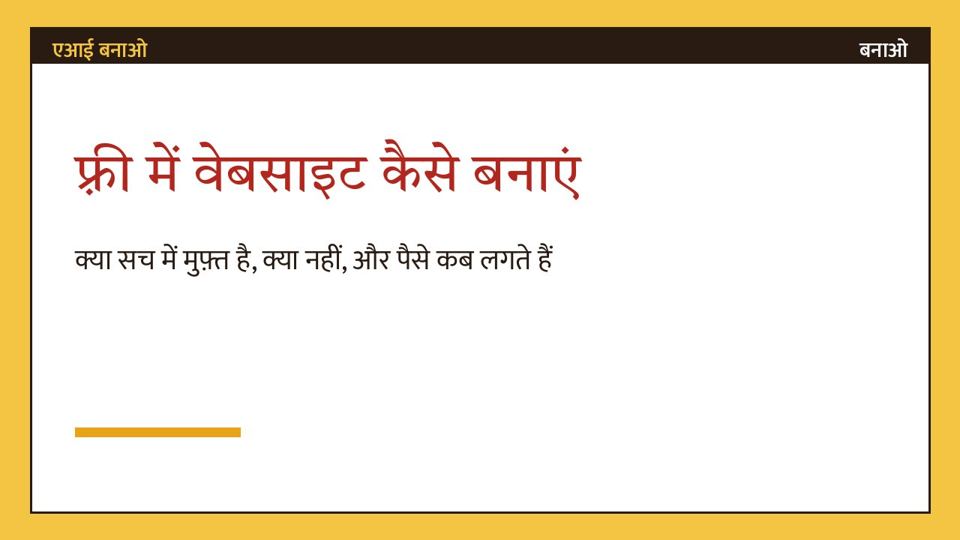 एआई बनाओ
बनाओ
फ़्री में वेबसाइट कैसे बनाएं
क्या सच में मुफ़्त है, क्या नहीं, और पैसे कब लगते हैं